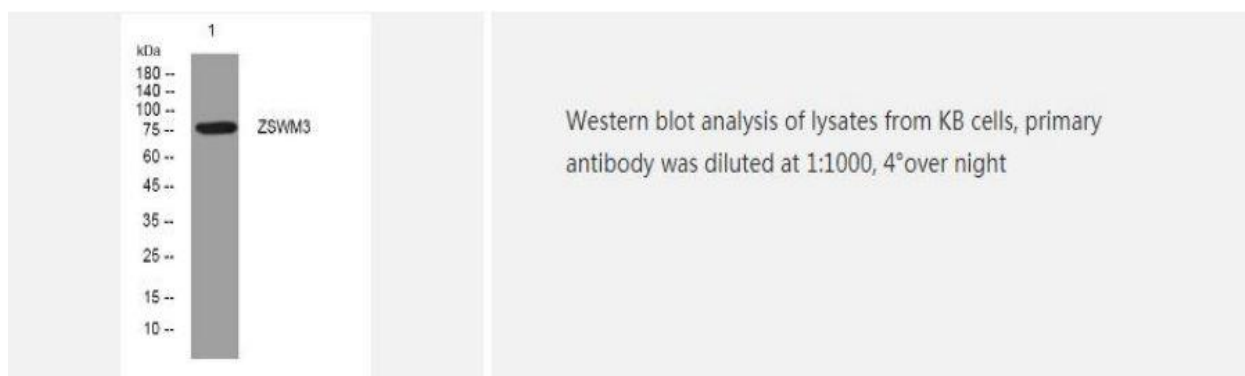 1
kDa
180 --
140 --
100 --
75 --
ZSWM3
60 --
45 --
35 --
25 --
15 --
10 --
Western blot analysis of lysates from KB cells, primary
antibody was diluted at 1:1000, 4°over night